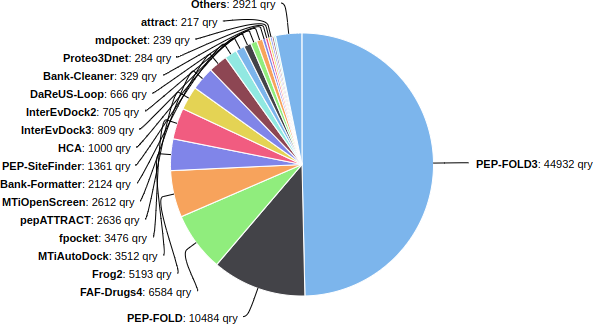 Others: 2921 qry
attract: 217 qry
mdpocket: 239 qry
Proteo3Dnet: 284 qry
Bank-Cleaner: 329 qry
DaReUS-Loop: 666 qry
InterEvDock2: 705 qry
InterEvDock3: 809 qry
HCA: 1000 qry
PEP-SiteFinder: 1361 qry
Bank-Formatter: 2124 qry
MTiOpenScreen: 2612 qry
pepATTRACT: 2636 qry
fpocket: 3476 qry
MTiAutoDock: 3512 qry
Frog2: 5193 qry
FAF-Drugs4: 6584 qry
PEP-FOLD: 10484 qry
PEP-FOLD3: 44932 qry